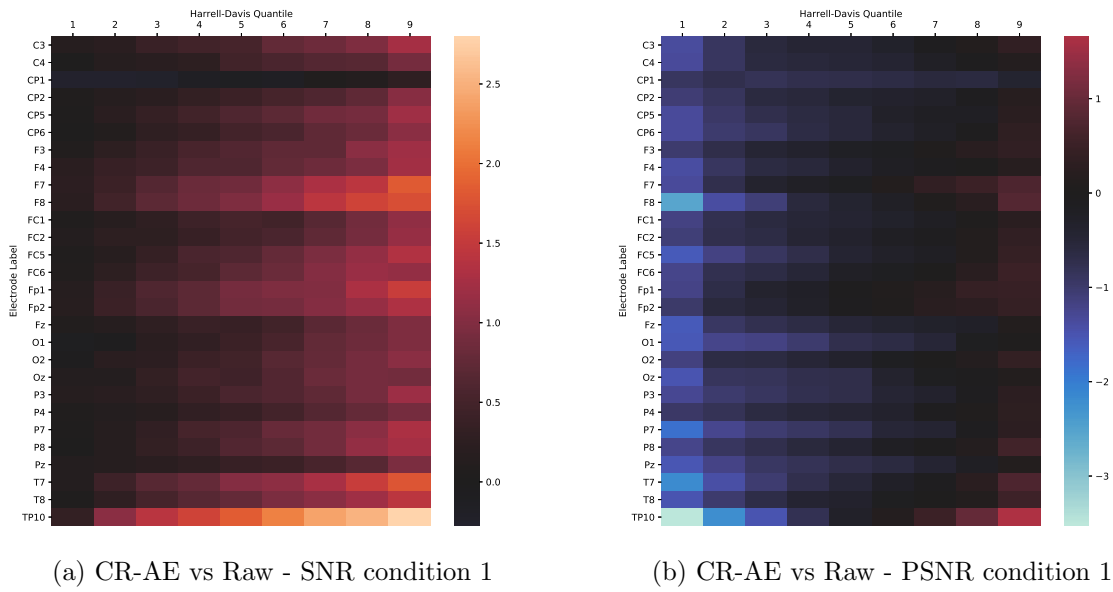 Harrell-Davis Quantile
1 2 3 4 5 6 7 8 9
Electrode Label
C3
C4
CP1
CP2
CP5
CP6
F3
F4
F7
F8
FC1
FC2
FC5
FC6
Fp1
Fp2
Fz
O1
O2
Oz
P3
P4
P7
P8
Pz
T7
T8
TP10
2.5
2.0
1.5
1.0
0.5
0.0
(a) CR-AE vs Raw - SNR condition 1
Harrell-Davis Quantile
1 2 3 4 5 6 7 8 9
Electrode Label
C3
C4
CP1
CP2
CP5
CP6
F3
F4
F7
F8
FC1
FC2
FC5
FC6
Fp1
Fp2
Fz
O1
O2
Oz
P3
P4
P7
P8
Pz
T7
T8
TP10
1
0
−1
−2
−3
(b) CR-AE vs Raw - PSNR condition 1